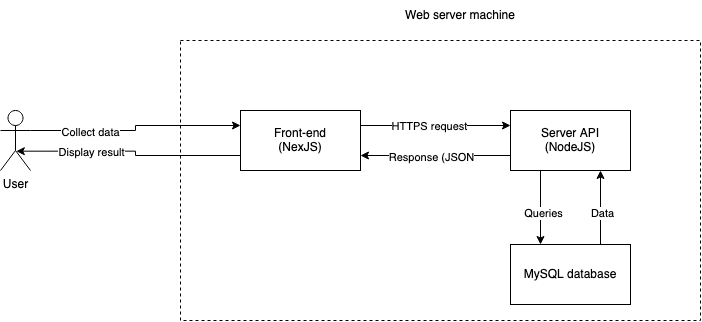 Web server machine
Collect data
Display result
User
Front-end
(NexJS)
HTTPS request
Response (JSON
Server API
(NodeJS)
Queries
Data
MySQL database